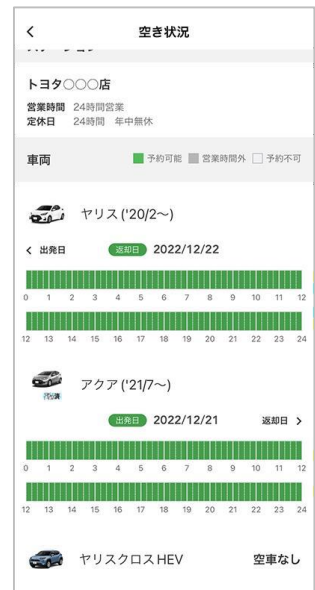 空き状況
トヨタ○○○店
営業時間 24時間営業
定休日 24時間 年中無休
車両 予約可能 営業時間外 予約不可
ヤリス('20/2〜)
< 出発日 返却日 2022/12/22
0 1 2 3 4 5 6 7 8 9 10 11 12
12 13 14 15 16 17 18 19 20 21 22 23 24
アクア('21/7〜)
出発日 2022/12/21 返却日 >
0 1 2 3 4 5 6 7 8 9 10 11 12
12 13 14 15 16 17 18 19 20 21 22 23 24
ヤリスクロスHEV 空車なし